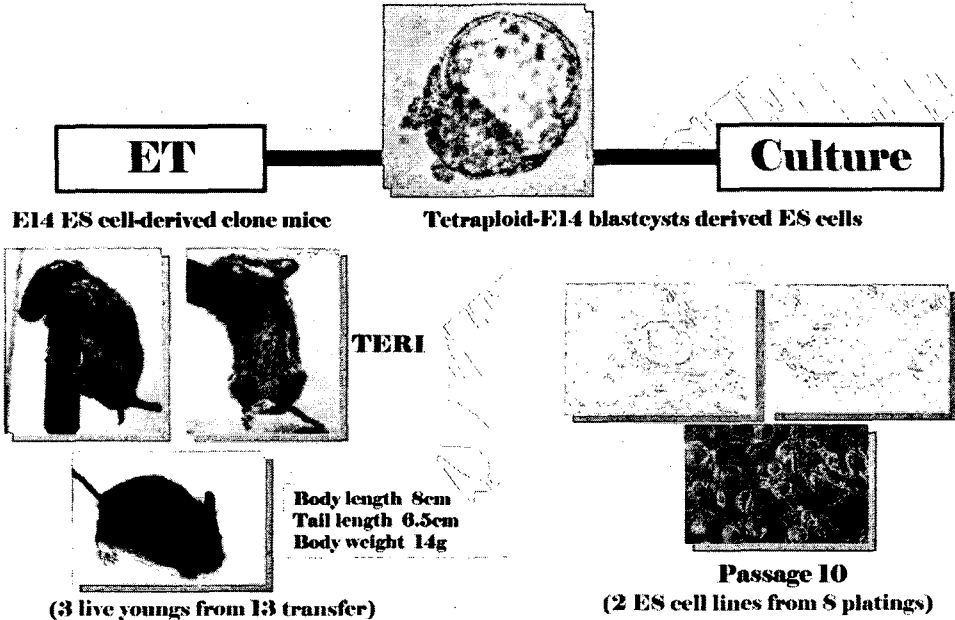 ET
Culture
E14 ES cell-derived clone mice
Tetraploid-E14 blastcysts derived ES cells
TERI
Body length 8cm
Tail length 6.5cm
Body weight 14g
(3 live youngs from 13 transfer)
Passage 10
(2 ES cell lines from 8 platings)